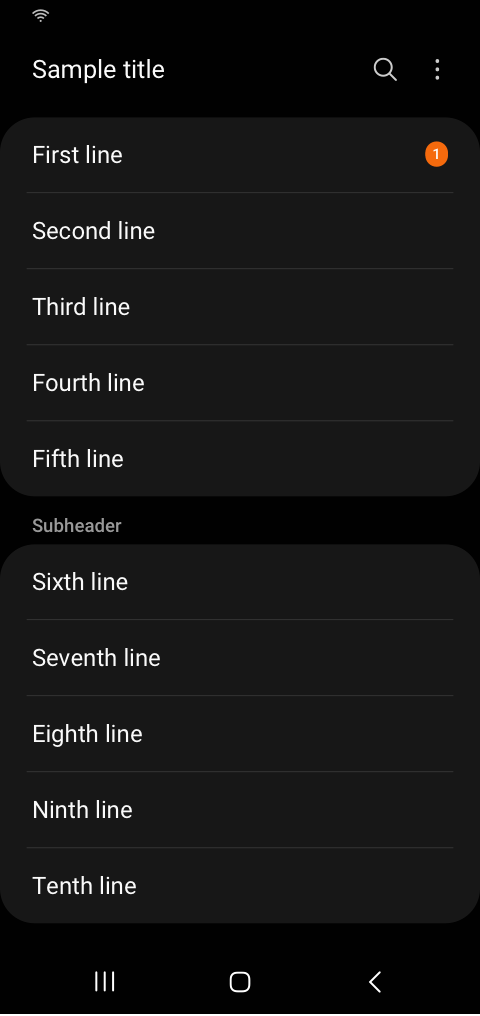 Sample title
First line
1
Second line
Third line
Fourth line
Fifth line
Subheader
Sixth line
Seventh line
Eighth line
Ninth line
Tenth line